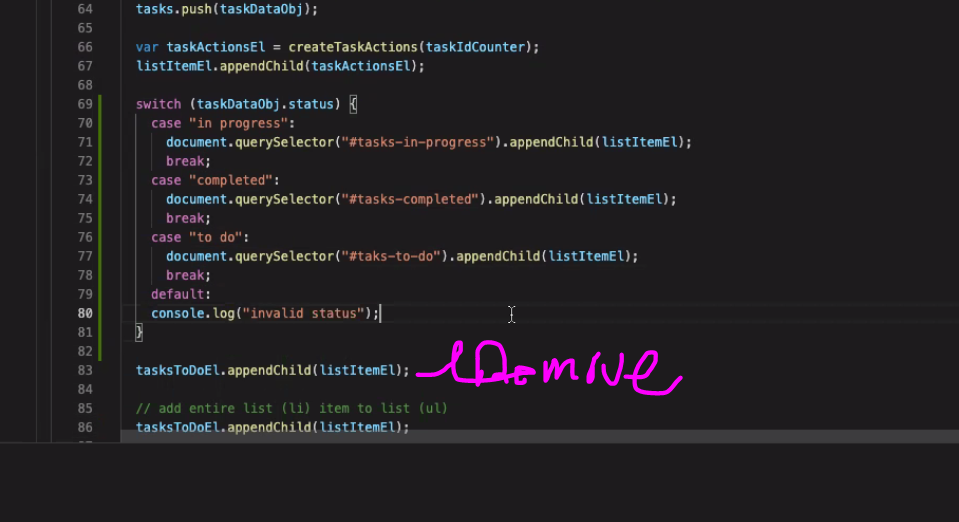 64 tasks.push(taskDataObj);
65
66 var taskActionsEl = createTaskActions(taskIdCounter);
67 listItemEl.appendChild(taskActionsEl);
68
69 switch (taskDataObj.status) {
70 case "in progress":
71 document.querySelector("#tasks-in-progress").appendChild(listItemEl);
72 break;
73 case "completed":
74 document.querySelector("#tasks-completed").appendChild(listItemEl);
75 break;
76 case "to do":
77 document.querySelector("#taks-to-do").appendChild(listItemEl);
78 break;
79 default:
80 console.log("invalid status");
81 }
82
83 tasksToDoEl.appendChild(listItemEl);
84
85 // add entire list (li) item to list (ul)
86 tasksToDoEl.appendChild(listItemEl);